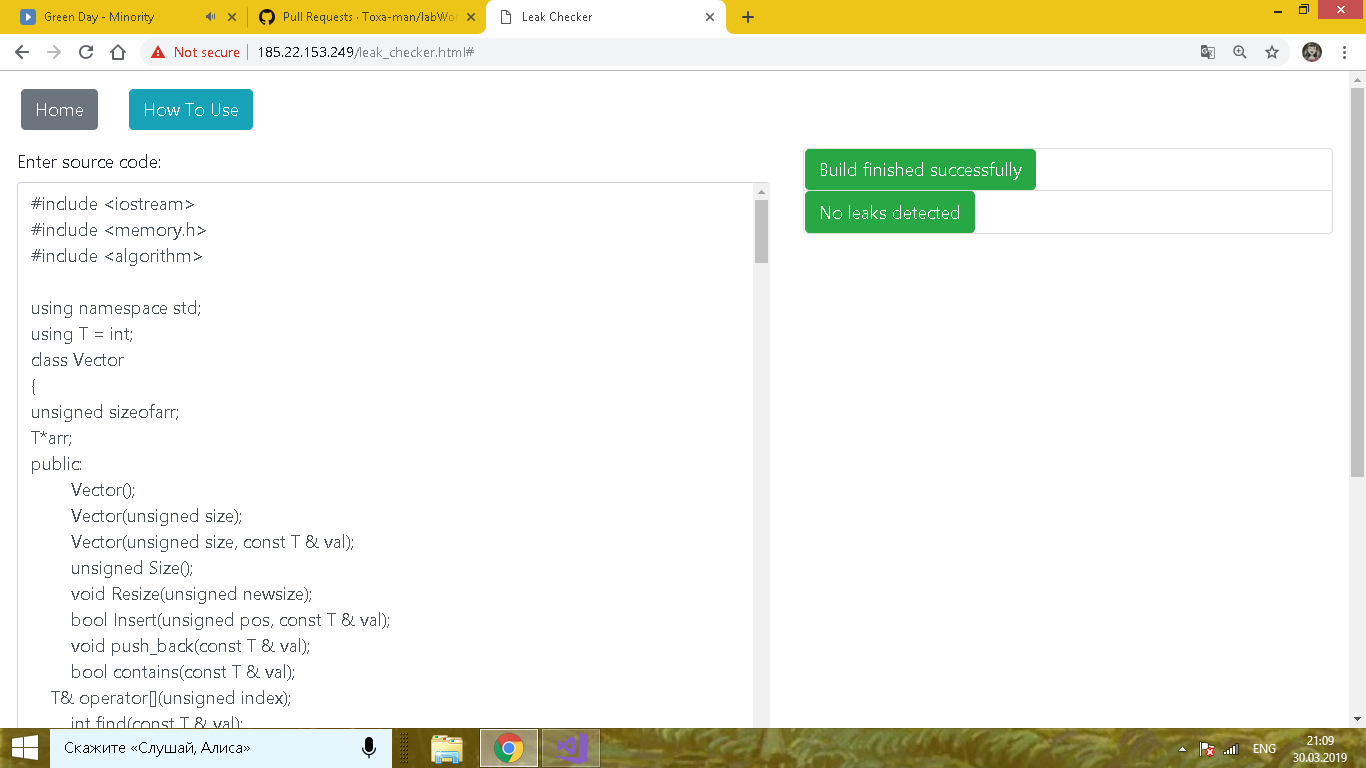 Green Day - Minority
Pull Requests · Toxa-man/labWo
Leak Checker
Not secure
185.22.153.249/leak_checker.html#
Home
How To Use
Enter source code:
#include <iostream>
#include <memory.h>
#include <algorithm>
using namespace std;
using T = int;
class Vector
{
unsigned sizeofarr;
T*arr;
public:
Vector();
Vector(unsigned size);
Vector(unsigned size, const T & val);
unsigned Size();
void Resize(unsigned newsize);
bool Insert(unsigned pos, const T & val);
void push_back(const T & val);
bool contains(const T & val);
T& operator[](unsigned index);
int find(const T & val);
Build finished successfully
No leaks detected
Скажите «Слушай, Алиса»
ENG
21:09
30.03.2019